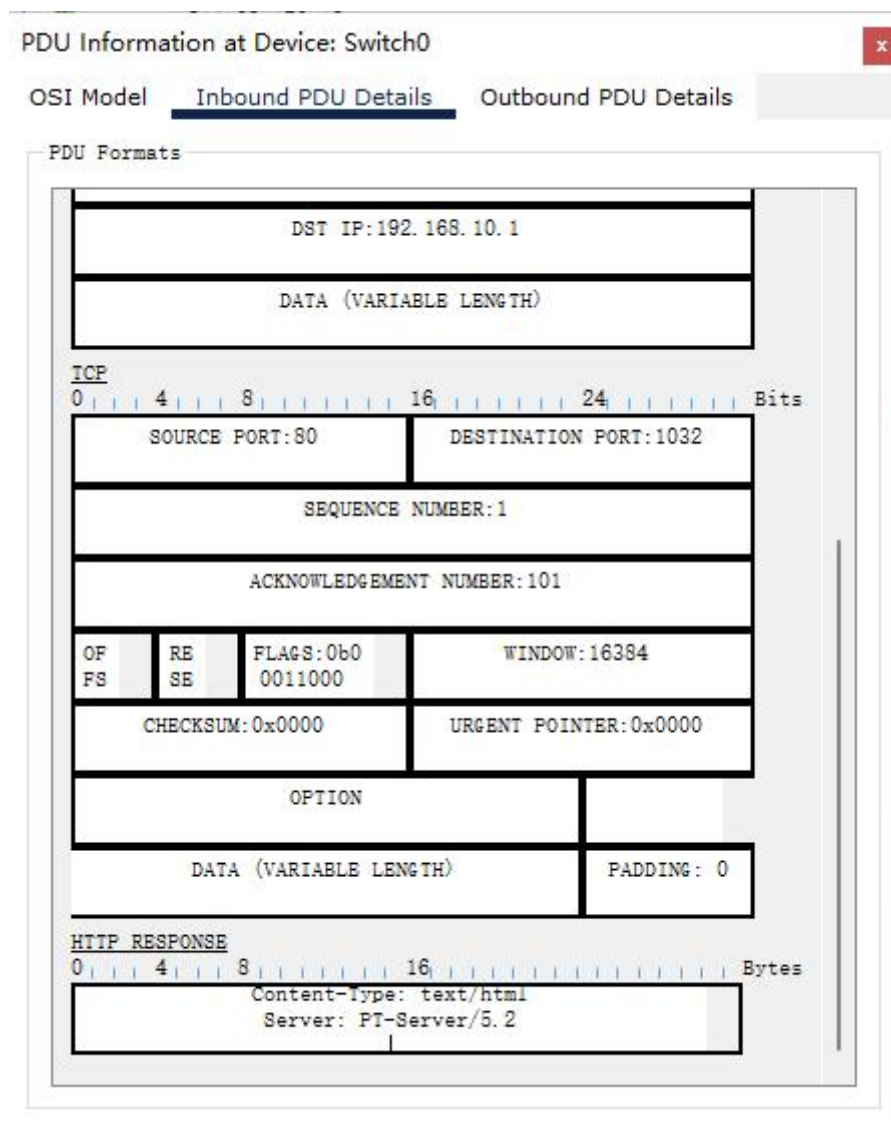 PDU Information at Device: Switch0
x
OSI Model Inbound PDU Details Outbound PDU Details
PDU Formats
DST IP:192.168.10.1
DATA (VARIABLE LENGTH)
TCP
0 4 8 16 24 Bits
SOURCE PORT:80 DESTINATION PORT:1032
SEQUENCE NUMBER:1
ACKNOWLEDGEMENT NUMBER:101
OF RE FLAGS:0b0 WINDOW:16384
FS SE 0011000
CHECKSUM:0x0000 URGENT POINTER:0x0000
OPTION
DATA (VARIABLE LENGTH) PADDING: 0
HTTP RESPONSE
0 4 8 16 Bytes
Content-Type: text/html
Server: PT-Server/5.2